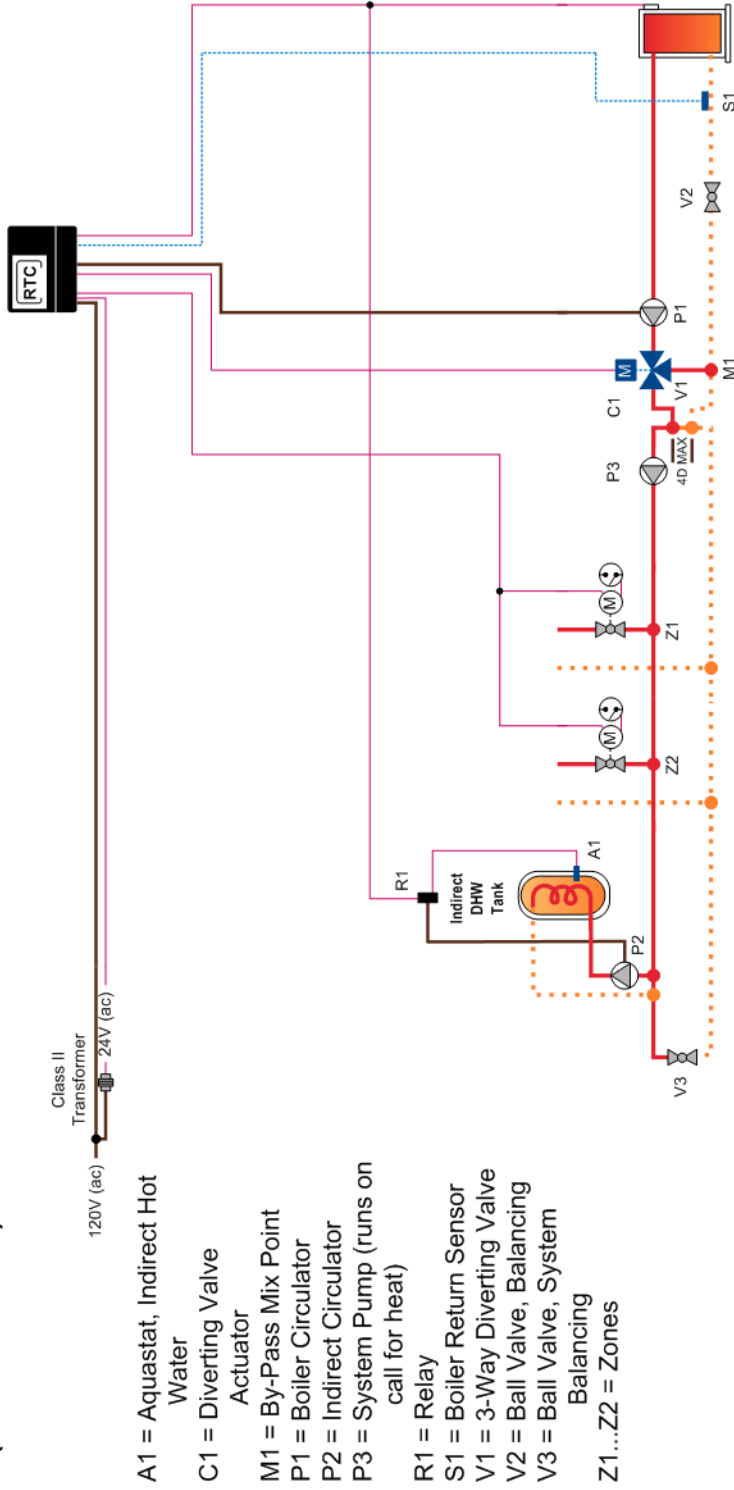 RTC
Class II
Transformer
120V (ac)
24V (ac)
A1 = Aquastat, Indirect Hot
Water
C1 = Diverting Valve
Actuator
M1 = By-Pass Mix Point
P1 = Boiler Circulator
P2 = Indirect Circulator
P3 = System Pump (runs on
call for heat)
R1 = Relay
S1 = Boiler Return Sensor
V1 = 3-Way Diverting Valve
V2 = Ball Valve, Balancing
V3 = Ball Valve, System
Balancing
Z1...Z2 = Zones
R1
Indirect
DHW
Tank
A1
P2
V3
M
Z2
M
Z1
P3
4D MAX
C1
M
V1
M1
P1
V2
S1